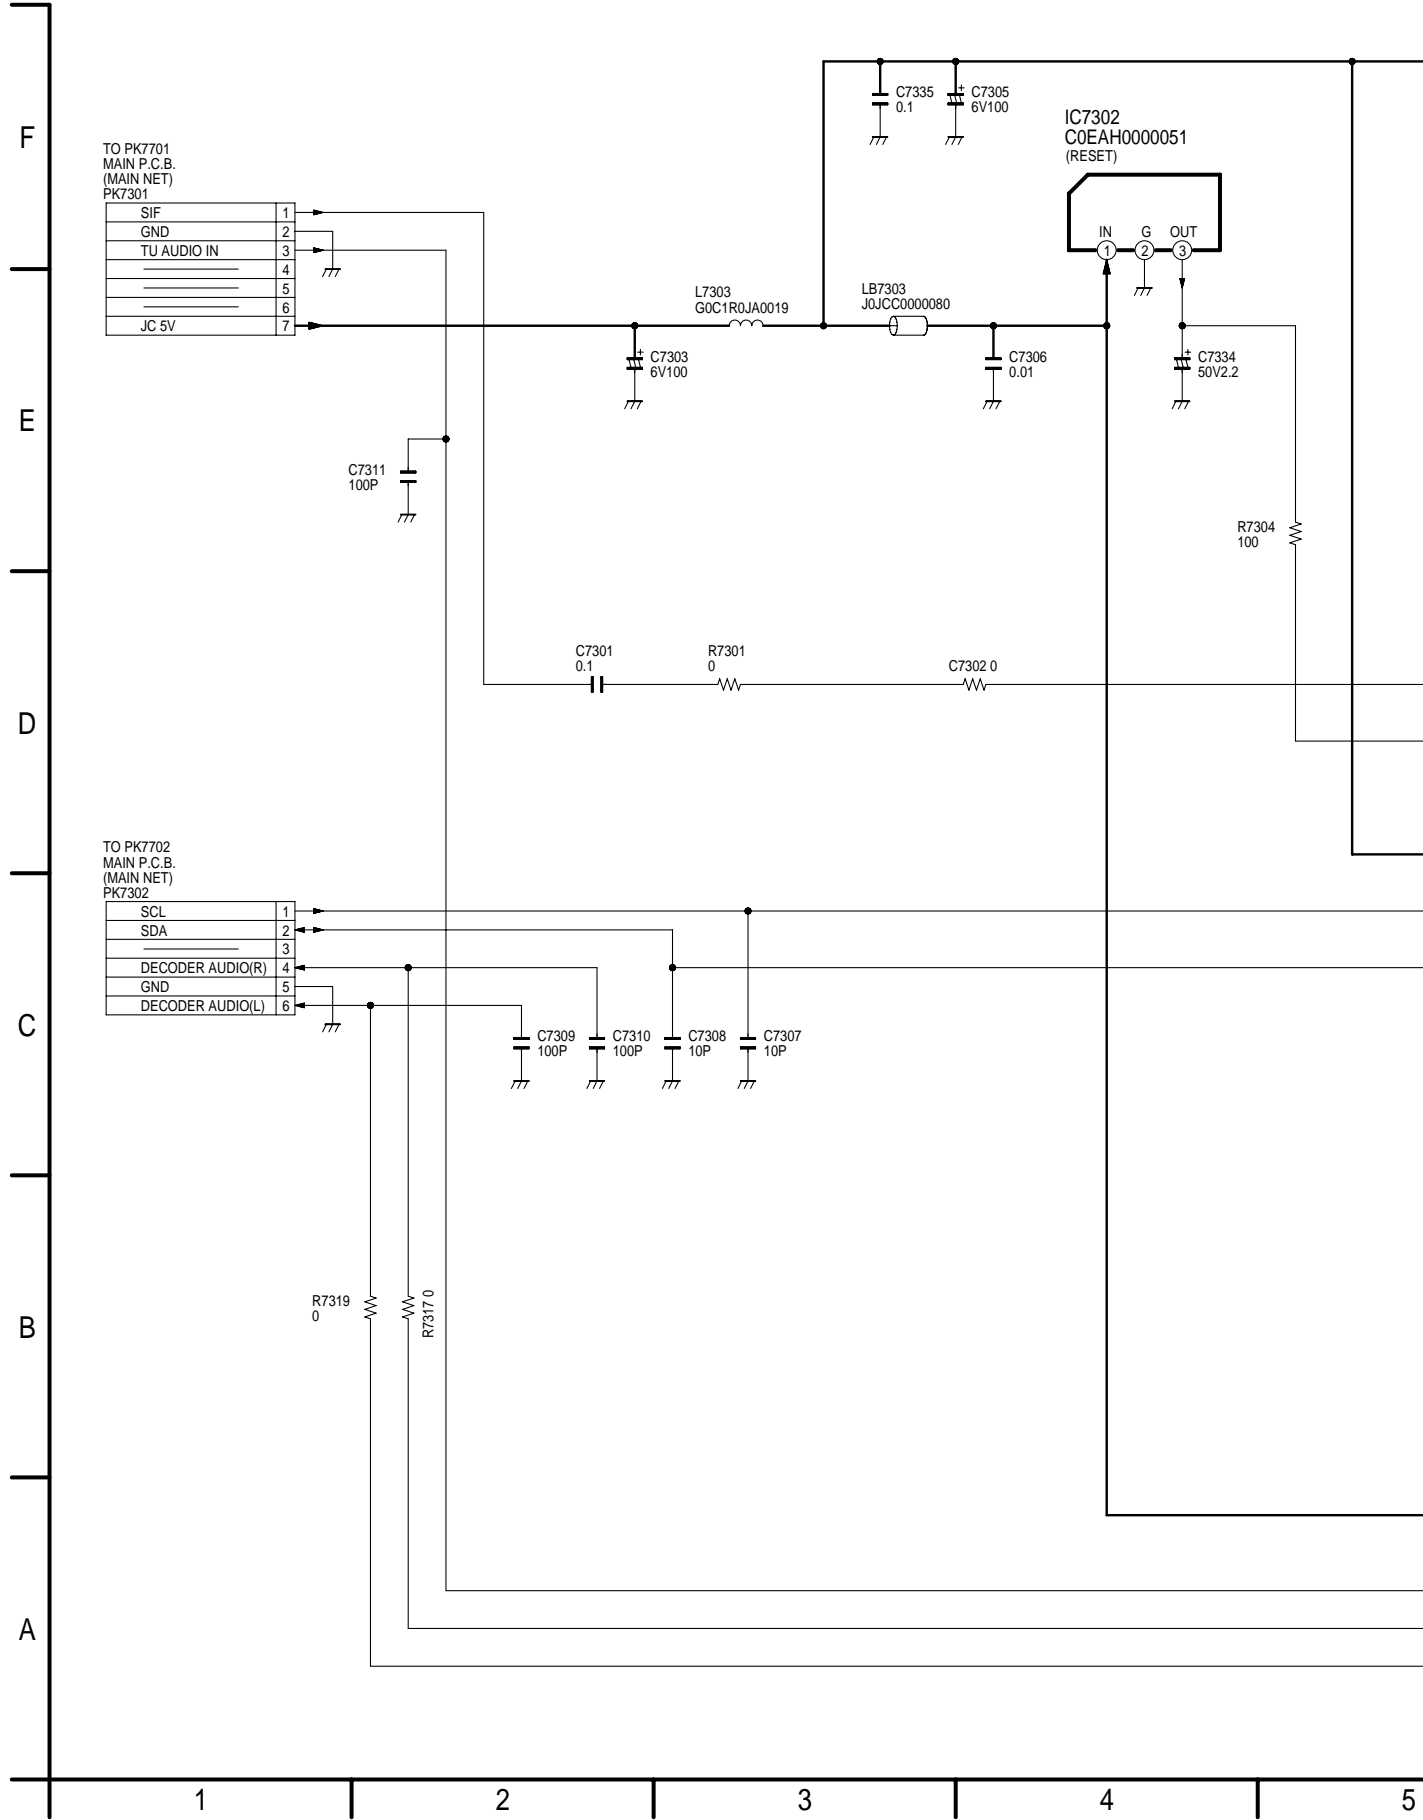 F
C7335
0.1
C7305
6V100
+
IC7302
C0EAH0000051
(RESET)
IN G OUT
1 2 3
TO PK7701
MAIN P.C.B.
(MAIN NET)
PK7301
SIF 1
GND 2
TU AUDIO IN 3
4
5
6
JC 5V 7
L7303
G0C1R0JA0019
LB7303
J0JCC0000080
+
C7303
6V100
C7306
0.01
+
C7334
50V2.2
E
C7311
100P
R7304
100
C7301
0.1
R7301
0
C7302 0
D
TO PK7702
MAIN P.C.B.
(MAIN NET)
PK7302
SCL 1
SDA 2
3
DECODER AUDIO(R) 4
GND 5
DECODER AUDIO(L) 6
C
C7309
100P
C7310
100P
C7308
10P
C7307
10P
R7319
0
R7317 0
B
A
1 2 3 4 5